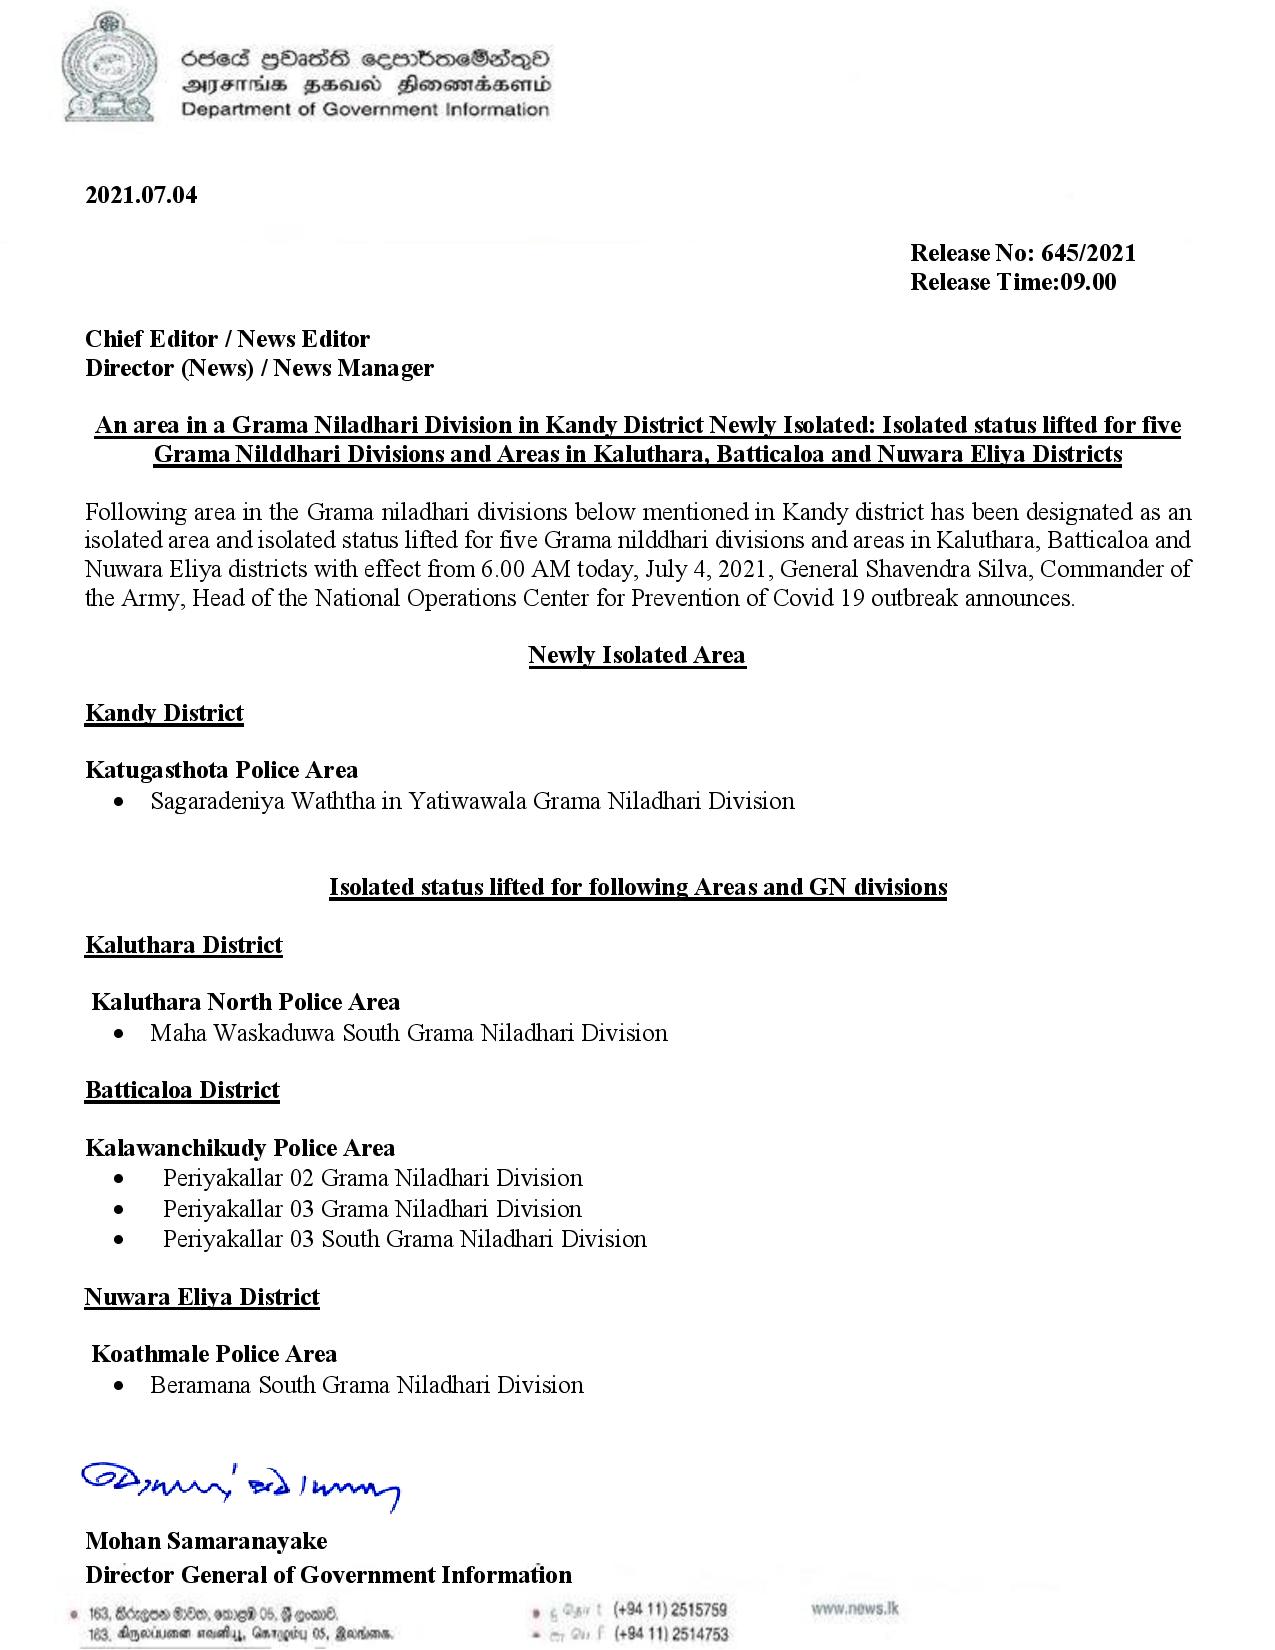 රජයේ ප්‍රවෘත්ති දෙපාර්තමේන්තුව
அரசாங்க தகவல் திணைக்களம்
Department of Government Information
2021.07.04
Release No: 645/2021
Release Time:09.00
Chief Editor / News Editor
Director (News) / News Manager
An area in a Grama Niladhari Division in Kandy District Newly Isolated: Isolated status lifted for five
Grama Nilddhari Divisions and Areas in Kaluthara, Batticaloa and Nuwara Eliya Districts
Following area in the Grama niladhari divisions below mentioned in Kandy district has been designated as an
isolated area and isolated status lifted for five Grama nilddhari divisions and areas in Kaluthara, Batticaloa and
Nuwara Eliya districts with effect from 6.00 AM today, July 4, 2021, General Shavendra Silva, Commander of
the Army, Head of the National Operations Center for Prevention of Covid 19 outbreak announces.
Newly Isolated Area
Kandy District
Katugasthota Police Area
• Sagaradeniya Waththa in Yatiwawala Grama Niladhari Division
Isolated status lifted for following Areas and GN divisions
Kaluthara District
Kaluthara North Police Area
• Maha Waskaduwa South Grama Niladhari Division
Batticaloa District
Kalawanchikudy Police Area
• Periyakallar 02 Grama Niladhari Division
• Periyakallar 03 Grama Niladhari Division
• Periyakallar 03 South Grama Niladhari Division
Nuwara Eliya District
Koathmale Police Area
• Beramana South Grama Niladhari Division
Mohan Samaranayake
Director General of Government Information
163, කිරුලපන මාවත, කොළඹ 05, ශ්‍රී ලංකාව.
163, கிருலப்பனை எவனியூ, கொழும்பு 05, இலங்கை.
(+94 11) 2515759
(+94 11) 2514753
www.news.lk